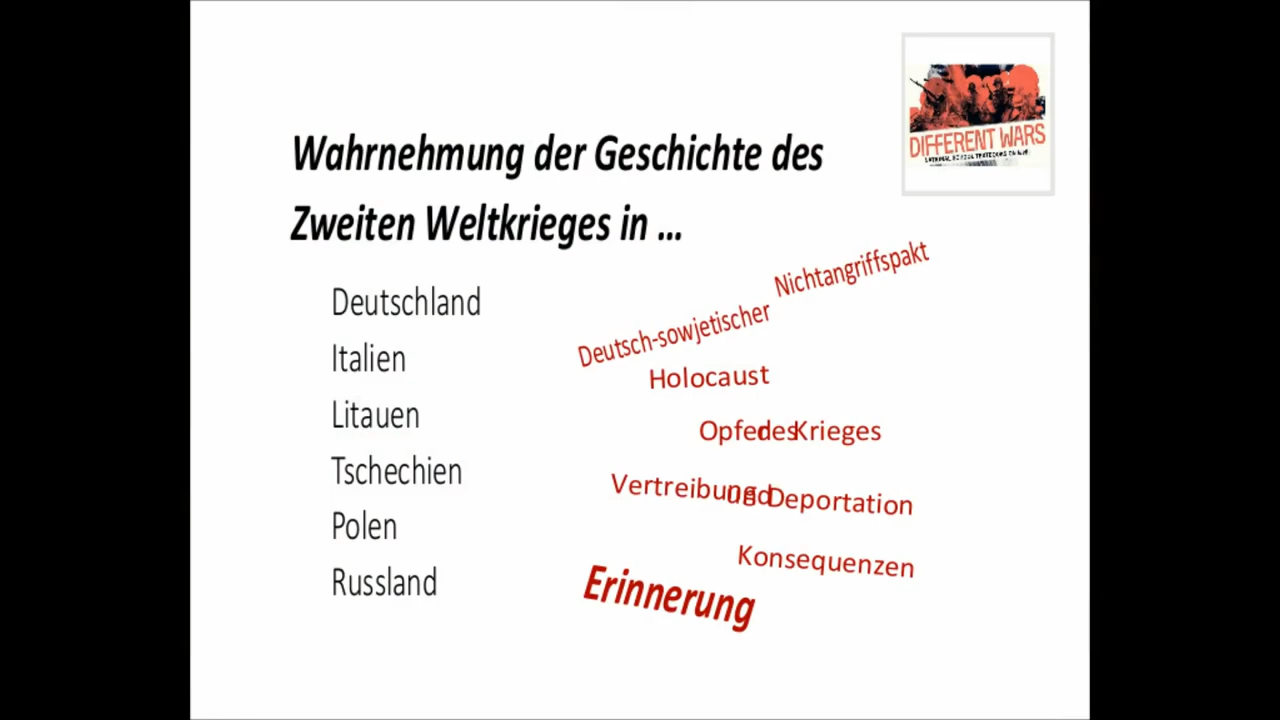 DIFFERENT WARS
Wahrnehmung der Geschichte des
Zweiten Weltkrieges in ...
Deutschland
Italien
Litauen
Tschechien
Polen
Russland
Nichtangriffspakt
Deutsch-sowjetischer
Holocaust
Opfer des Krieges
Vertreibung und Deportation
Konsequenzen
Erinnerung